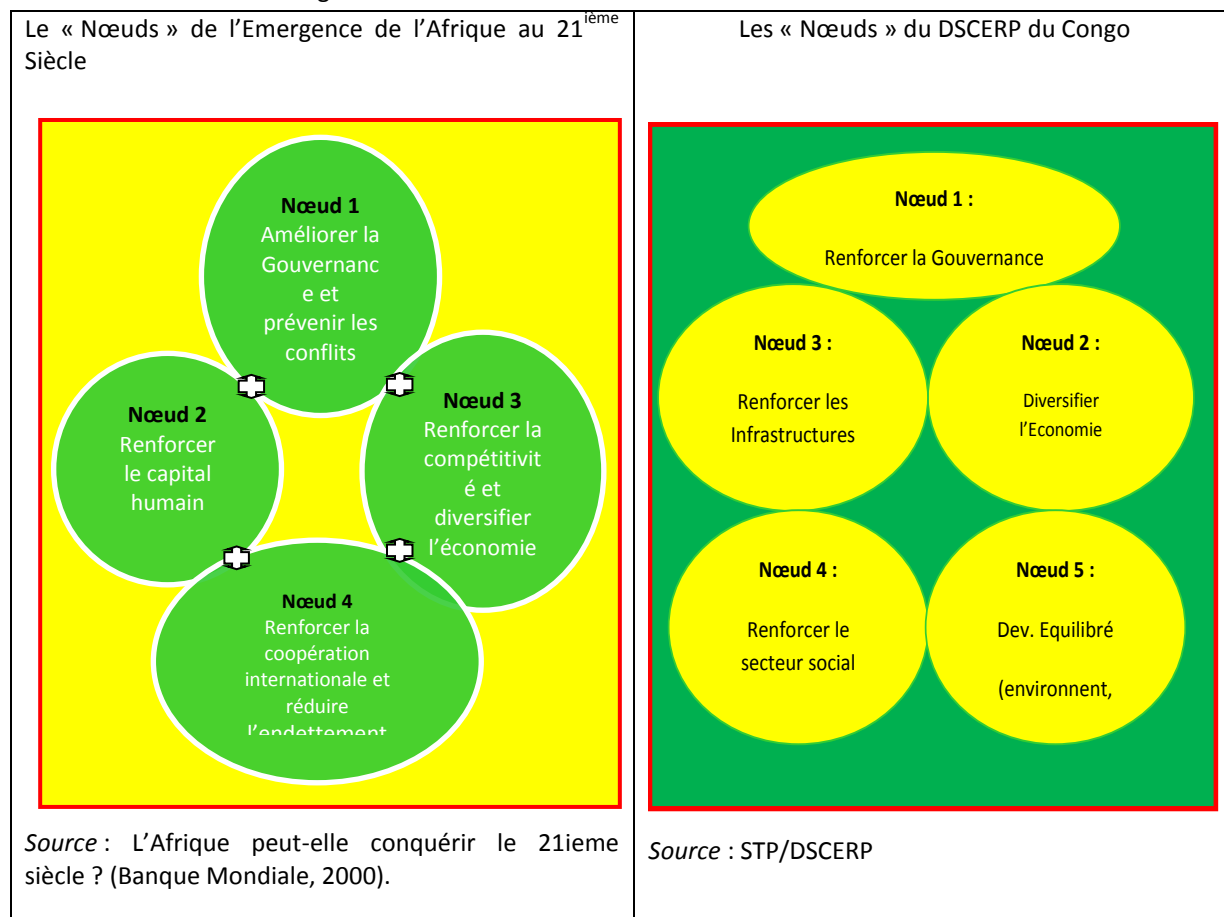 Le « Nœuds » de l’Emergence de l’Afrique au 21ième
Siècle
Nœud 1
Améliorer la
Gouvernanc
e et
prévenir les
conflits
Nœud 2
Renforcer
le capital
humain
Nœud 3
Renforcer la
compétitivit
é et
diversifier
l’économie
Nœud 4
Renforcer la
coopération
internationale et
réduire
l’endettement
Source : L’Afrique peut-elle conquérir le 21ieme
siècle ? (Banque Mondiale, 2000).
Les « Nœuds » du DSCERP du Congo
Nœud 1 :
Renforcer la Gouvernance
Nœud 3 :
Renforcer les
Infrastructures
Nœud 2 :
Diversifier
l’Economie
Nœud 4 :
Renforcer le
secteur social
Nœud 5 :
Dev. Equilibré
(environnent,
Source : STP/DSCERP